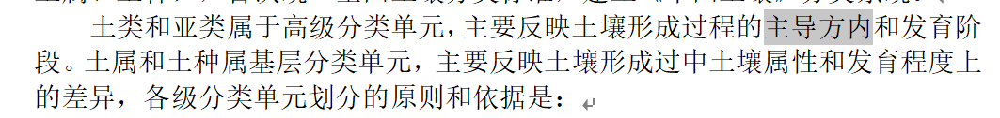 土类和亚类属于高级分类单元，主要反映土壤形成过程的主导方内和发育阶
段。土属和土种属基层分类单元，主要反映土壤形成过中土壤属性和发育程度上
的差异，各级分类单元划分的原则和依据是：